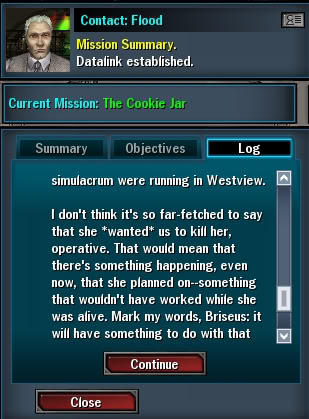 Contact: Flood
Mission Summary.
Datalink established.
Current Mission: The Cookie Jar
Summary
Objectives
Log
simulacrum were running in Westview.
I don't think it's so far-fetched to say
that she *wanted* us to kill her,
operative. That would mean that
there's something happening, even
now, that she planned on--something
that wouldn't have worked while she
was alive. Mark my words, Briseus: it
will have something to do with that
Continue
Close